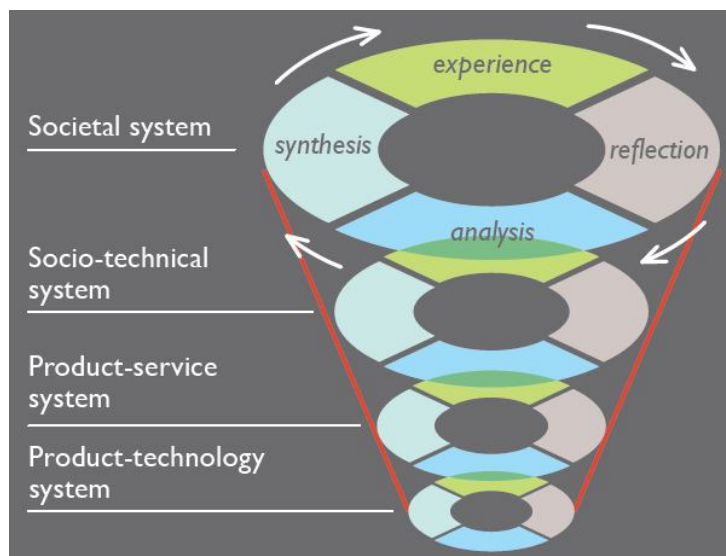 experience
Societal system
synthesis
reflection
analysis
Socio-technical
system
Product-service
system
Product-technology
system